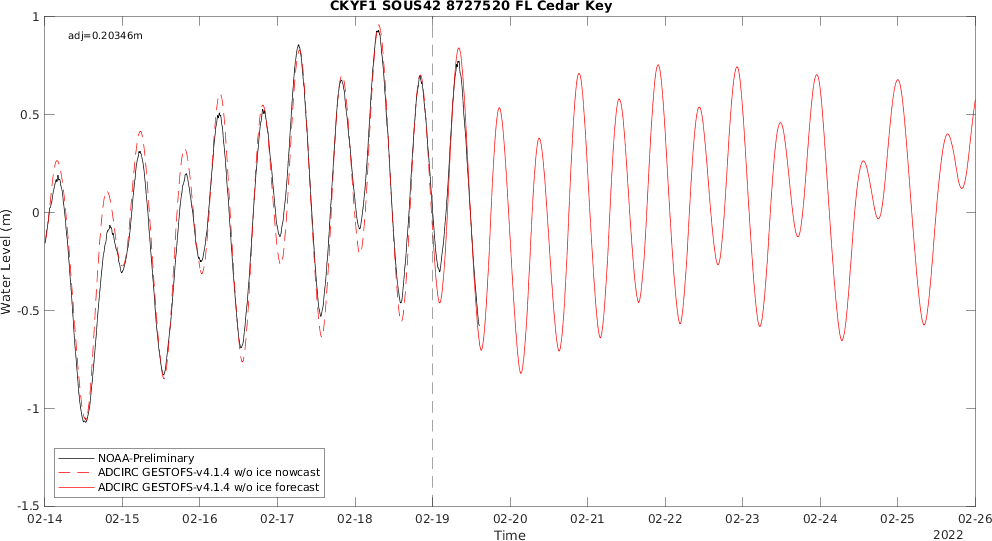 CKYF1 SOUS42 8727520 FL Cedar Key
adj=0.20346m
1
0.5
0
-0.5
-1
-1.5
Water Level (m)
NOAA-Preliminary
ADCIRC GESTOFS-v4.1.4 w/o ice nowcast
ADCIRC GESTOFS-v4.1.4 w/o ice forecast
02-14 02-15 02-16 02-17 02-18 02-19 02-20 02-21 02-22 02-23 02-24 02-25 02-26
Time
2022